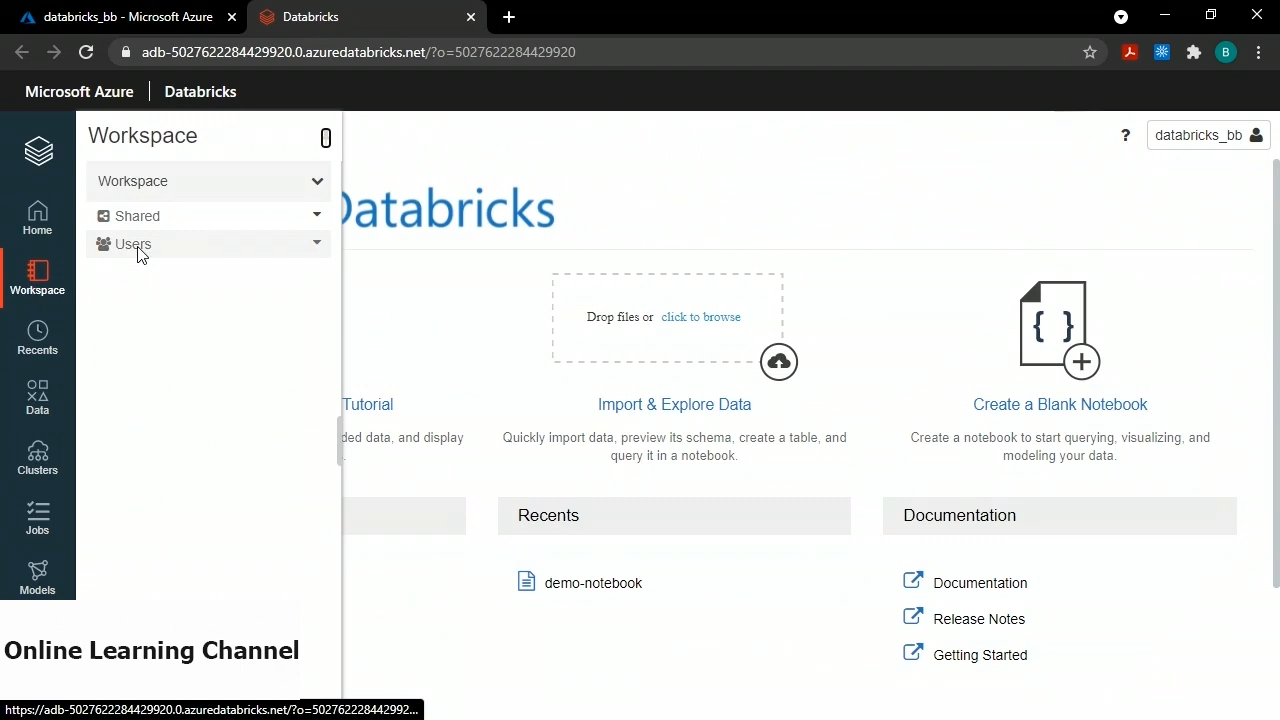 databricks_bb - Microsoft Azure
Databricks
adb-5027622284429920.0.azuredatabricks.net/?o=5027622284429920
B
Microsoft Azure
Databricks
Workspace
? databricks_bb
Workspace
Shared
Users
Databricks
Home
Workspace
Recents
Data
Clusters
Jobs
Models
Drop files or click to browse
{ }
Tutorial
Import & Explore Data
Create a Blank Notebook
ded data, and display
.
Quickly import data, preview its schema, create a table, and
query it in a notebook.
Create a notebook to start querying, visualizing, and
modeling your data.
Recents
Documentation
demo-notebook
Documentation
Release Notes
Getting Started
Online Learning Channel
https://adb-5027622284429920.0.azuredatabricks.net/?o=502762228442992...